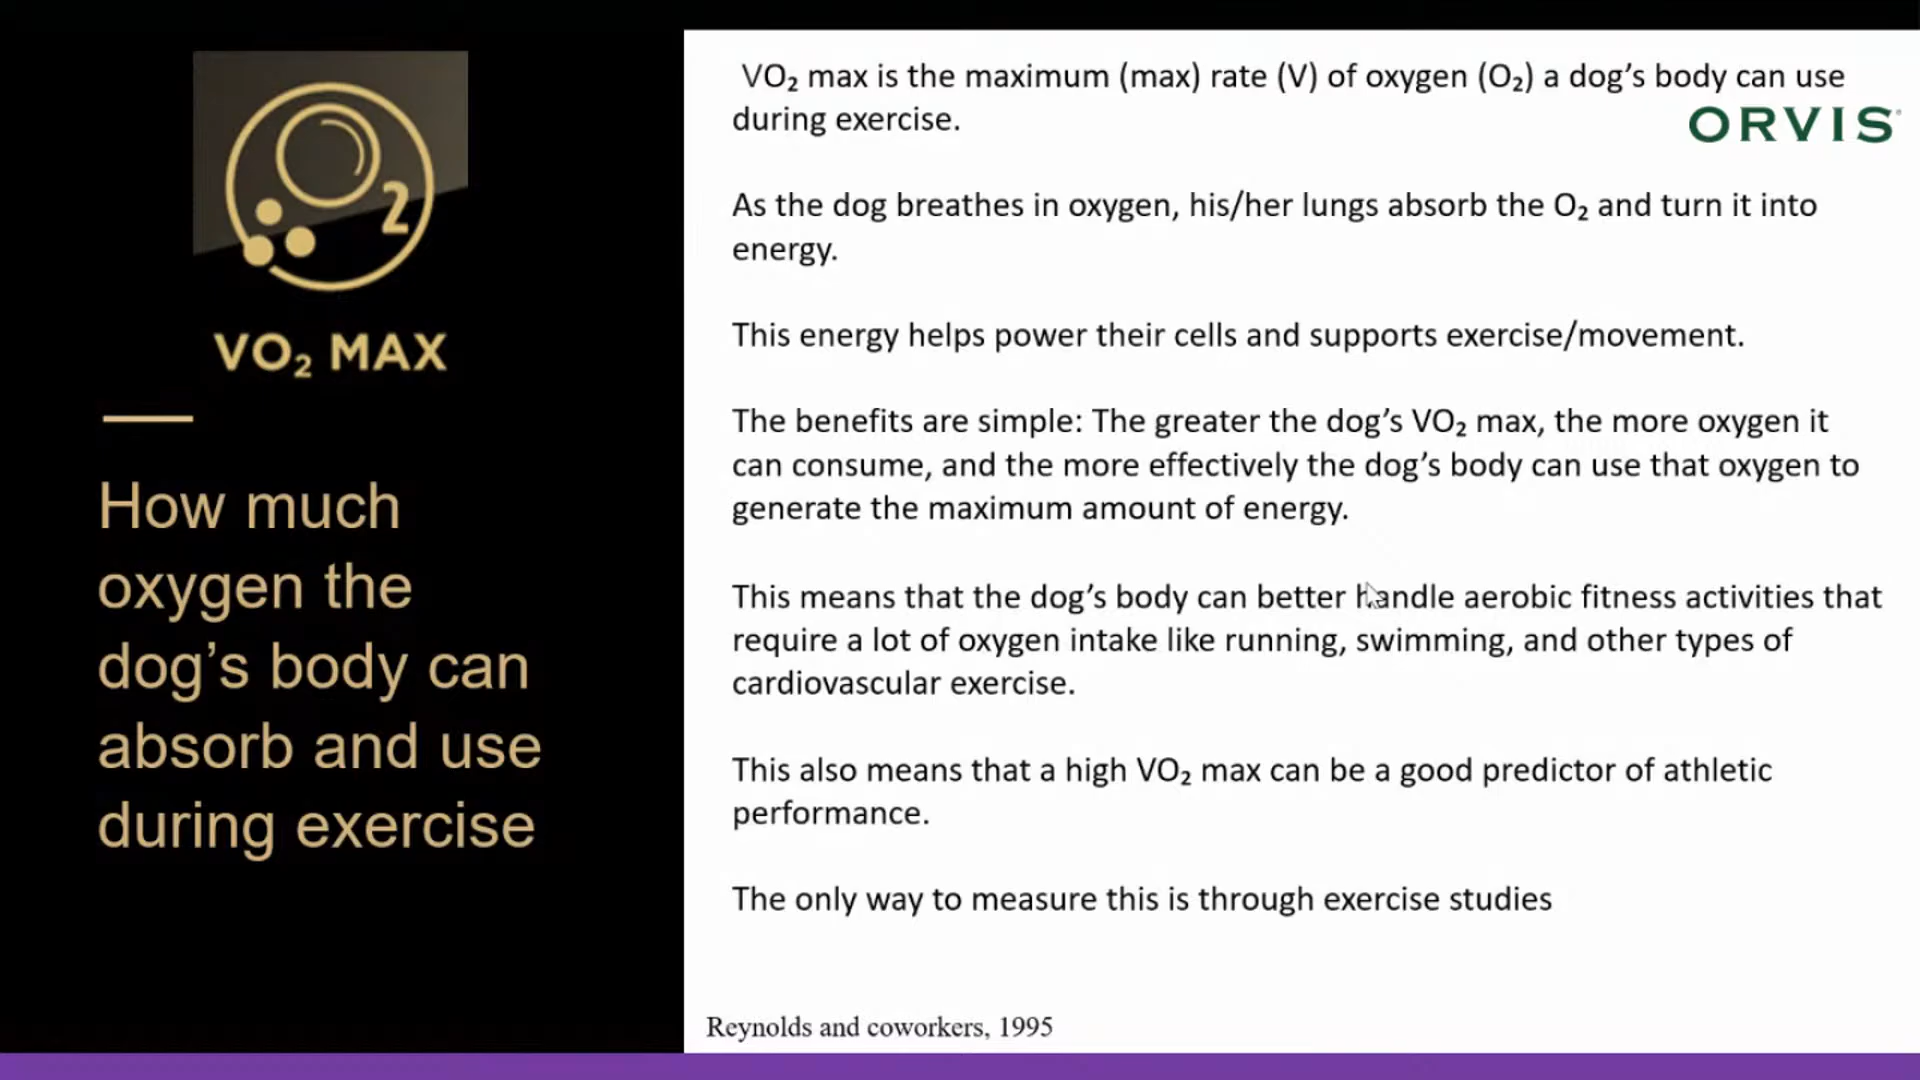 2
VO₂ MAX
How much
oxygen the
dog’s body can
absorb and use
during exercise
VO₂ max is the maximum (max) rate (V) of oxygen (O₂) a dog’s body can use
during exercise.
ORVIS
As the dog breathes in oxygen, his/her lungs absorb the O₂ and turn it into
energy.
This energy helps power their cells and supports exercise/movement.
The benefits are simple: The greater the dog’s VO₂ max, the more oxygen it
can consume, and the more effectively the dog’s body can use that oxygen to
generate the maximum amount of energy.
This means that the dog’s body can better handle aerobic fitness activities that
require a lot of oxygen intake like running, swimming, and other types of
cardiovascular exercise.
This also means that a high VO₂ max can be a good predictor of athletic
performance.
The only way to measure this is through exercise studies
Reynolds and coworkers, 1995